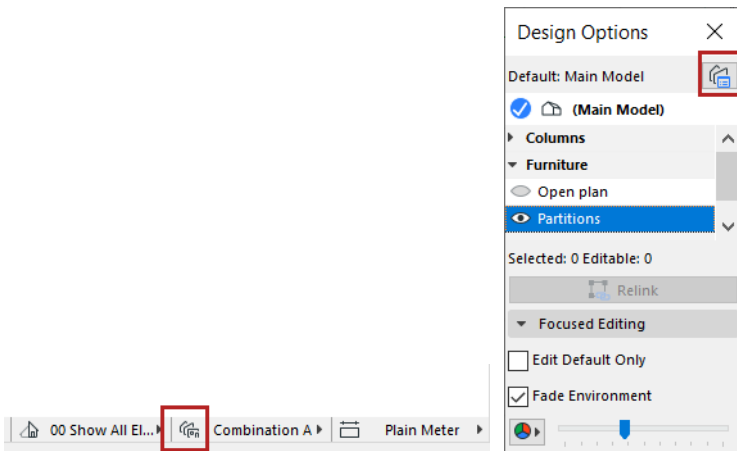 Design Options
Default: Main Model
(Main Model)
Columns
Furniture
Open plan
Partitions
Selected: 0 Editable: 0
Relink
Focused Editing
Edit Default Only
Fade Environment
00 Show All El... Combination A Plain Meter